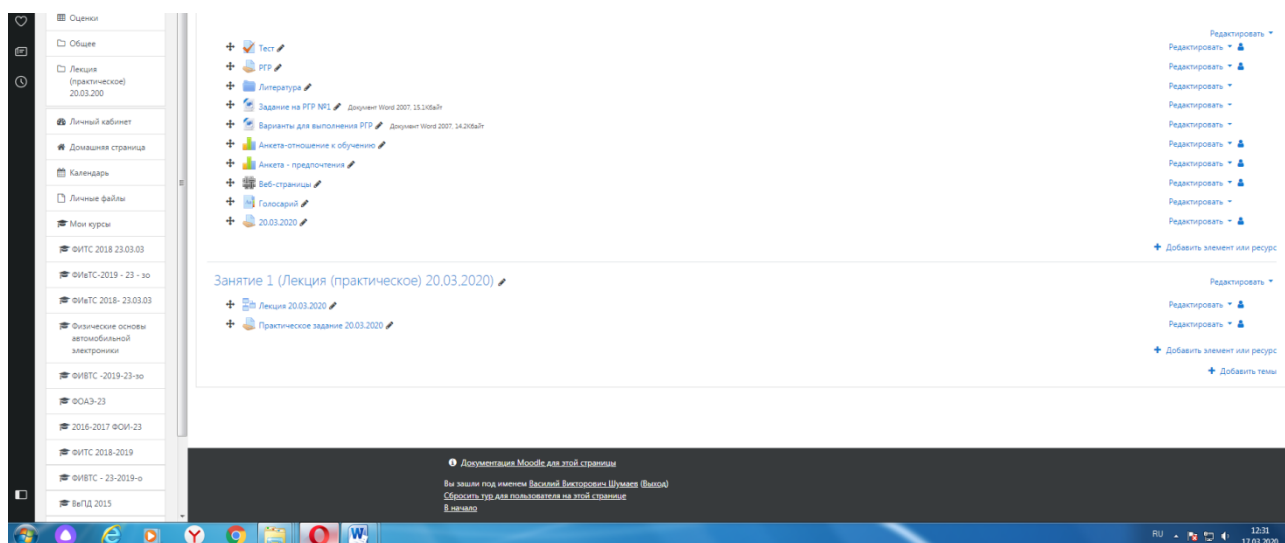 Оценки
Общее
Лекция
(практическое)
20.03.200
Личный кабинет
Домашняя страница
Календарь
Личные файлы
Мои курсы
ФИТС 2018 23.03.03
ФИвТС-2019 - 23 - зо
ФИвТС 2018- 23.03.03
Физические основы
автомобильной
электроники
ФИВТС -2019-23-зо
ФОАЭ-23
2016-2017 ФОИ-23
ФИТС 2018-2019
ФИВТС - 23-2019-о
ВеПД 2015
Редактировать
Тест Редактировать
РГР Редактировать
Литература Редактировать
Задание на РГР №1 Документ Word 2007, 15.1Кбайт Редактировать
Варианты для выполнения РГР Документ Word 2007, 14.2Кбайт Редактировать
Анкета-отношение к обучению Редактировать
Анкета - предпочтения Редактировать
Веб-страницы Редактировать
Голосарий Редактировать
20.03.2020 Редактировать
Добавить элемент или ресурс
Занятие 1 (Лекция (практическое) 20.03.2020) Редактировать
Лекция 20.03.2020 Редактировать
Практическое задание 20.03.2020 Редактировать
Добавить элемент или ресурс
Добавить темы
Документация Moodle для этой страницы
Вы зашли под именем Василий Викторович Шумаев (Выход)
Сбросить тур для пользователя на этой странице
В начало
RU 12:31
17.03.2020